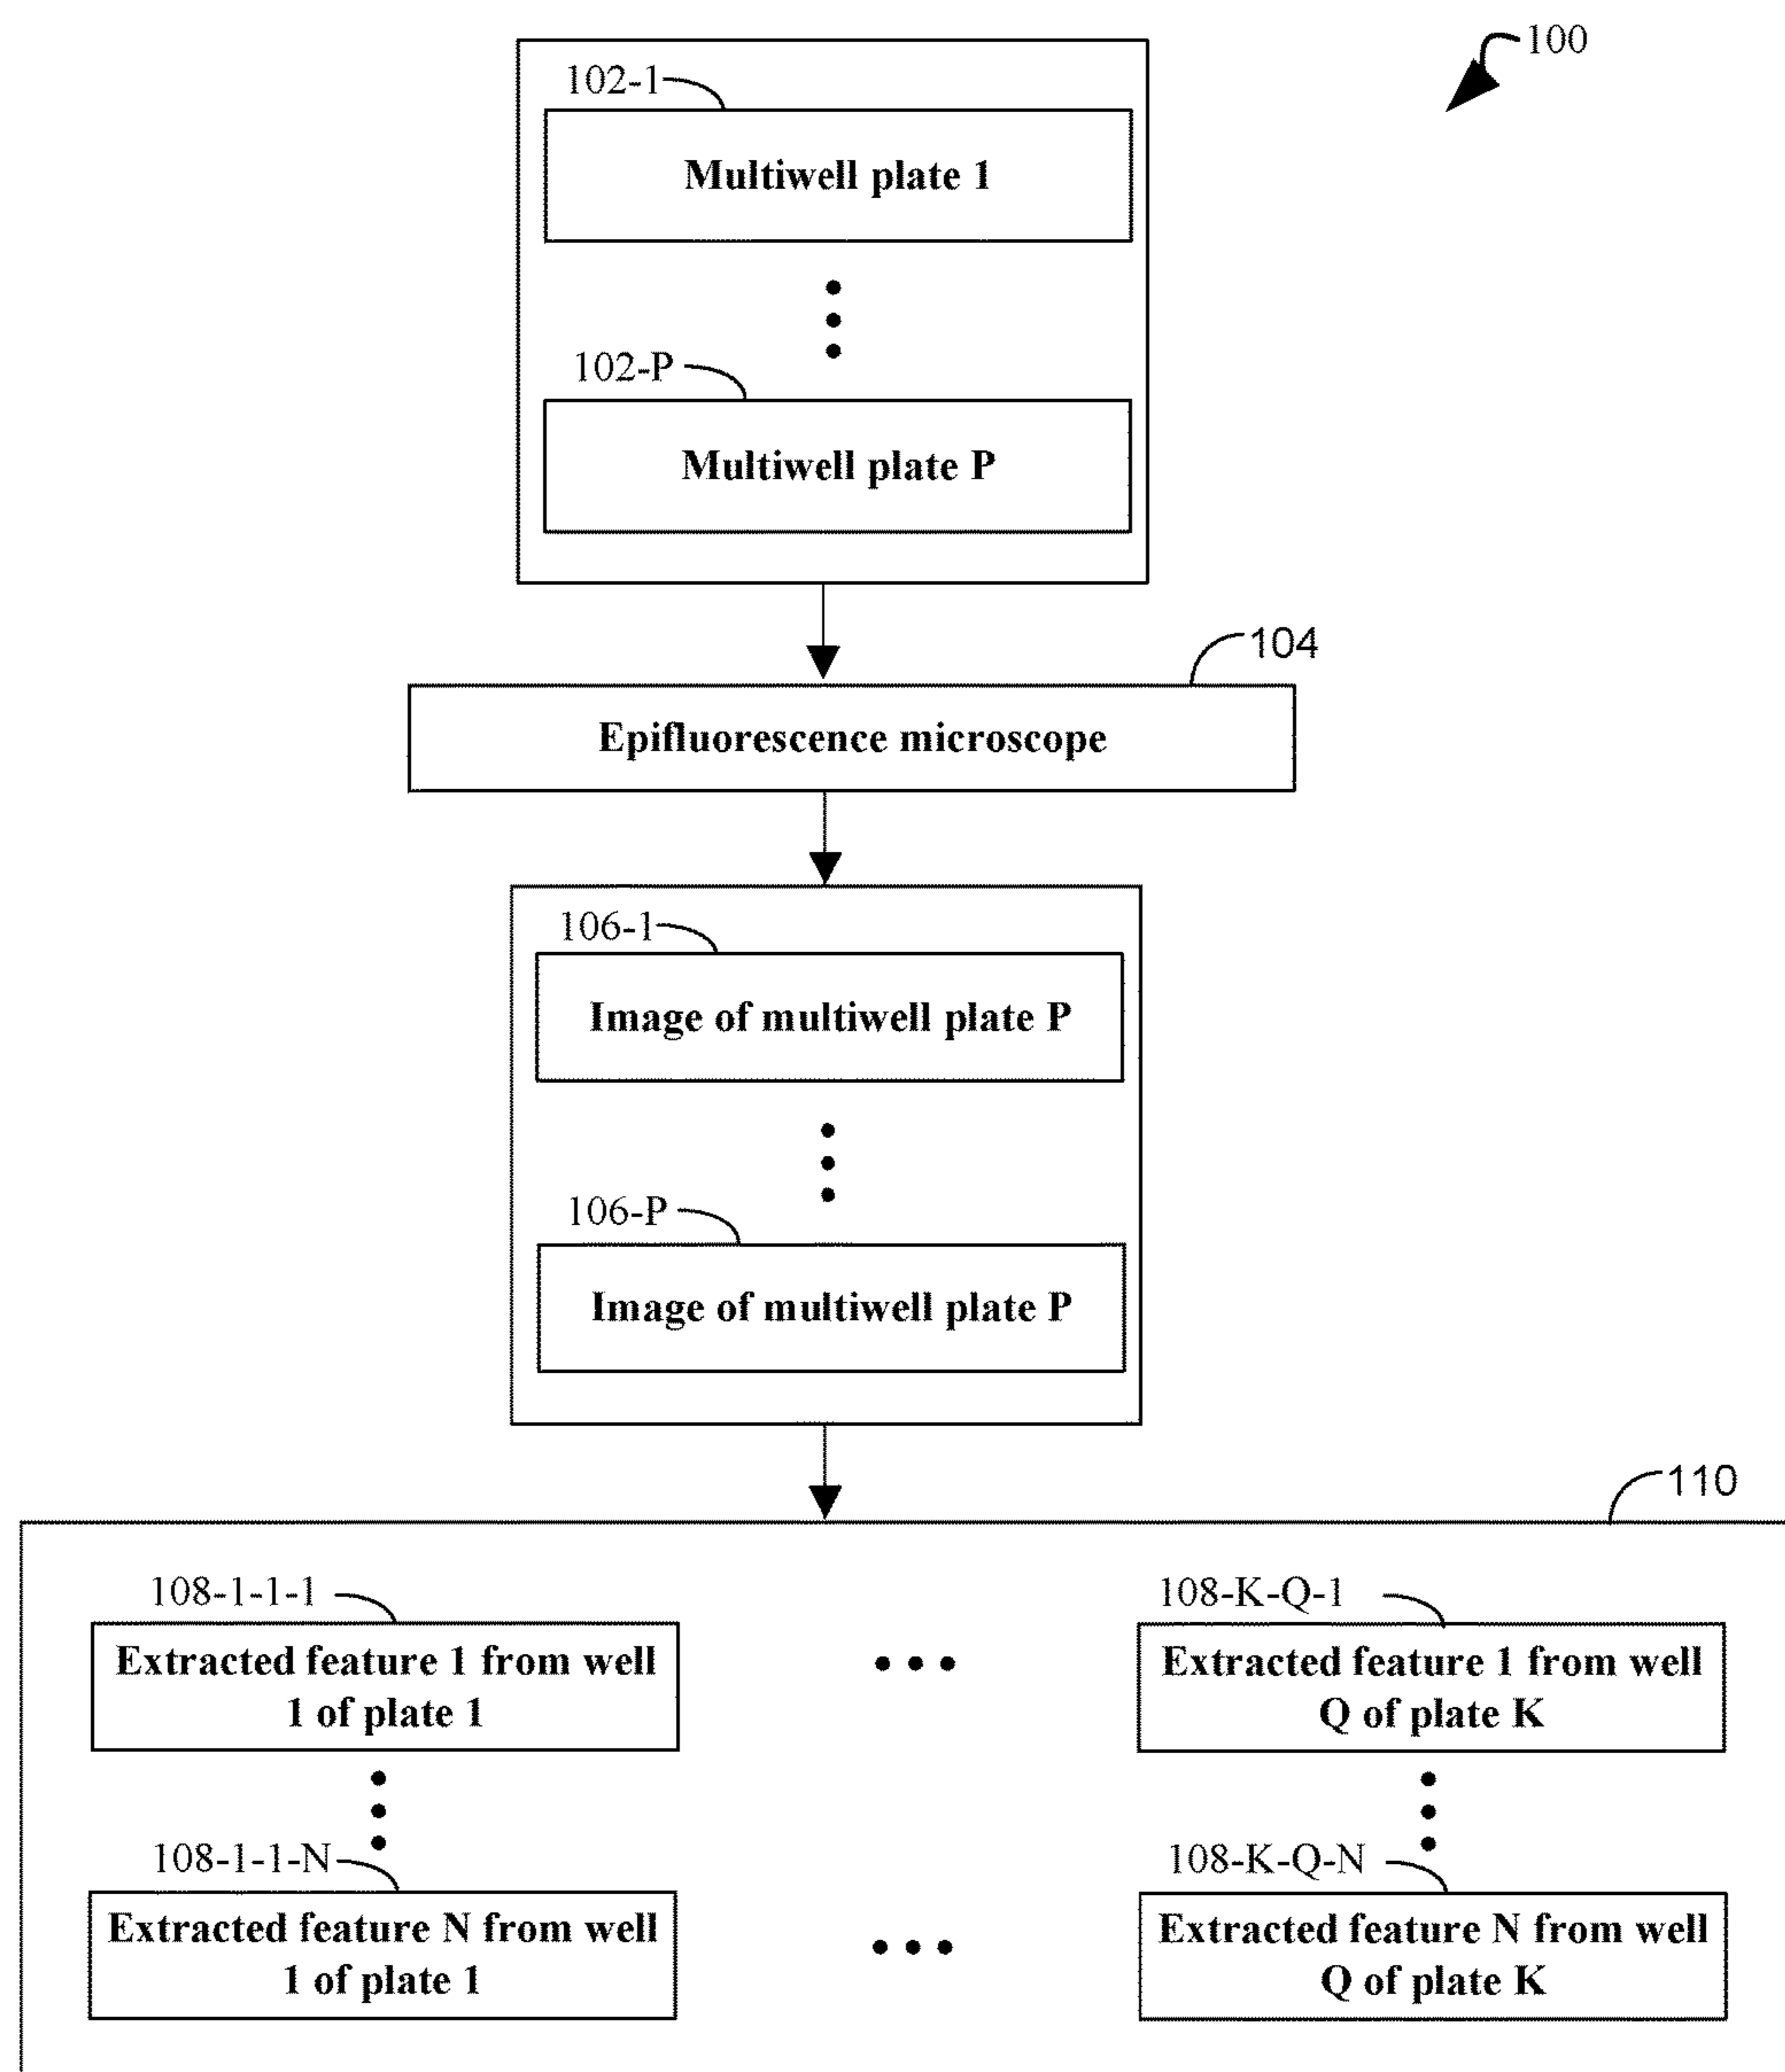 100
102-1
Multiwell plate 1
102-P
Multiwell plate P
104
Epifluorescence microscope
106-1
Image of multiwell plate P
106-P
Image of multiwell plate P
110
108-1-1-1
108-K-Q-1
Extracted feature 1 from well
1 of plate 1
Extracted feature 1 from well
Q of plate K
108-1-1-N
108-K-Q-N
Extracted feature N from well
1 of plate 1
Extracted feature N from well
Q of plate K